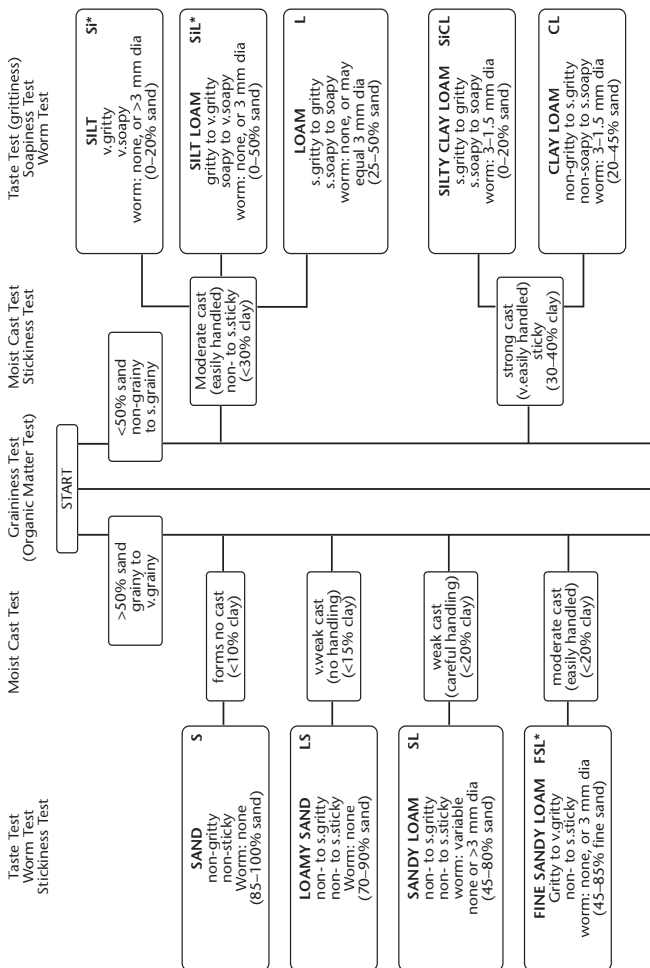 Taste Test
Worm Test
Stickiness Test
Moist Cast Test
Graininess Test
(Organic Matter Test)
Moist Cast Test
Stickiness Test
Taste Test (grittiness)
Soapiness Test
Worm Test
START
>50% sand
grainy to
v.grainy
<50% sand
non-grainy
to s.grainy
SAND S
non-gritty
non-sticky
Worm: none
(85–100% sand)
forms no cast
(<10% clay)
LOAMY SAND LS
non- to s.gritty
non- to s.sticky
Worm: none
(70–90% sand)
v.weak cast
(no handling)
(<15% clay)
SANDY LOAM SL
non- to s.gritty
non- to s.sticky
worm: variable
none or >3 mm dia
(45–80% sand)
weak cast
(careful handling)
(<20% clay)
FINE SANDY LOAM FSL*
Gritty to v.gritty
non- to s.sticky
worm: none, or 3 mm dia
(45–85% fine sand)
moderate cast
(easily handled)
(<20% clay)
Moderate cast
(easily handled)
non- to s.sticky
(<30% clay)
SILT Si*
v.gritty
v.soapy
worm: none, or >3 mm dia
(0–20% sand)
SILT LOAM SiL*
gritty to v.gritty
soapy to v.soapy
worm: none, or 3 mm dia
(0–50% sand)
LOAM L
s.gritty to gritty
s.soapy to soapy
worm: none, or may
equal 3 mm dia
(25–50% sand)
strong cast
(v.easily handled)
sticky
(30–40% clay)
SILTY CLAY LOAM SiCL
s.gritty to gritty
s.soapy to soapy
worm: 3–1.5 mm dia
(0–20% sand)
CLAY LOAM CL
non-gritty to s.gritty
non-soapy to s.soapy
worm: 3–1.5 mm dia
(20–45% sand)